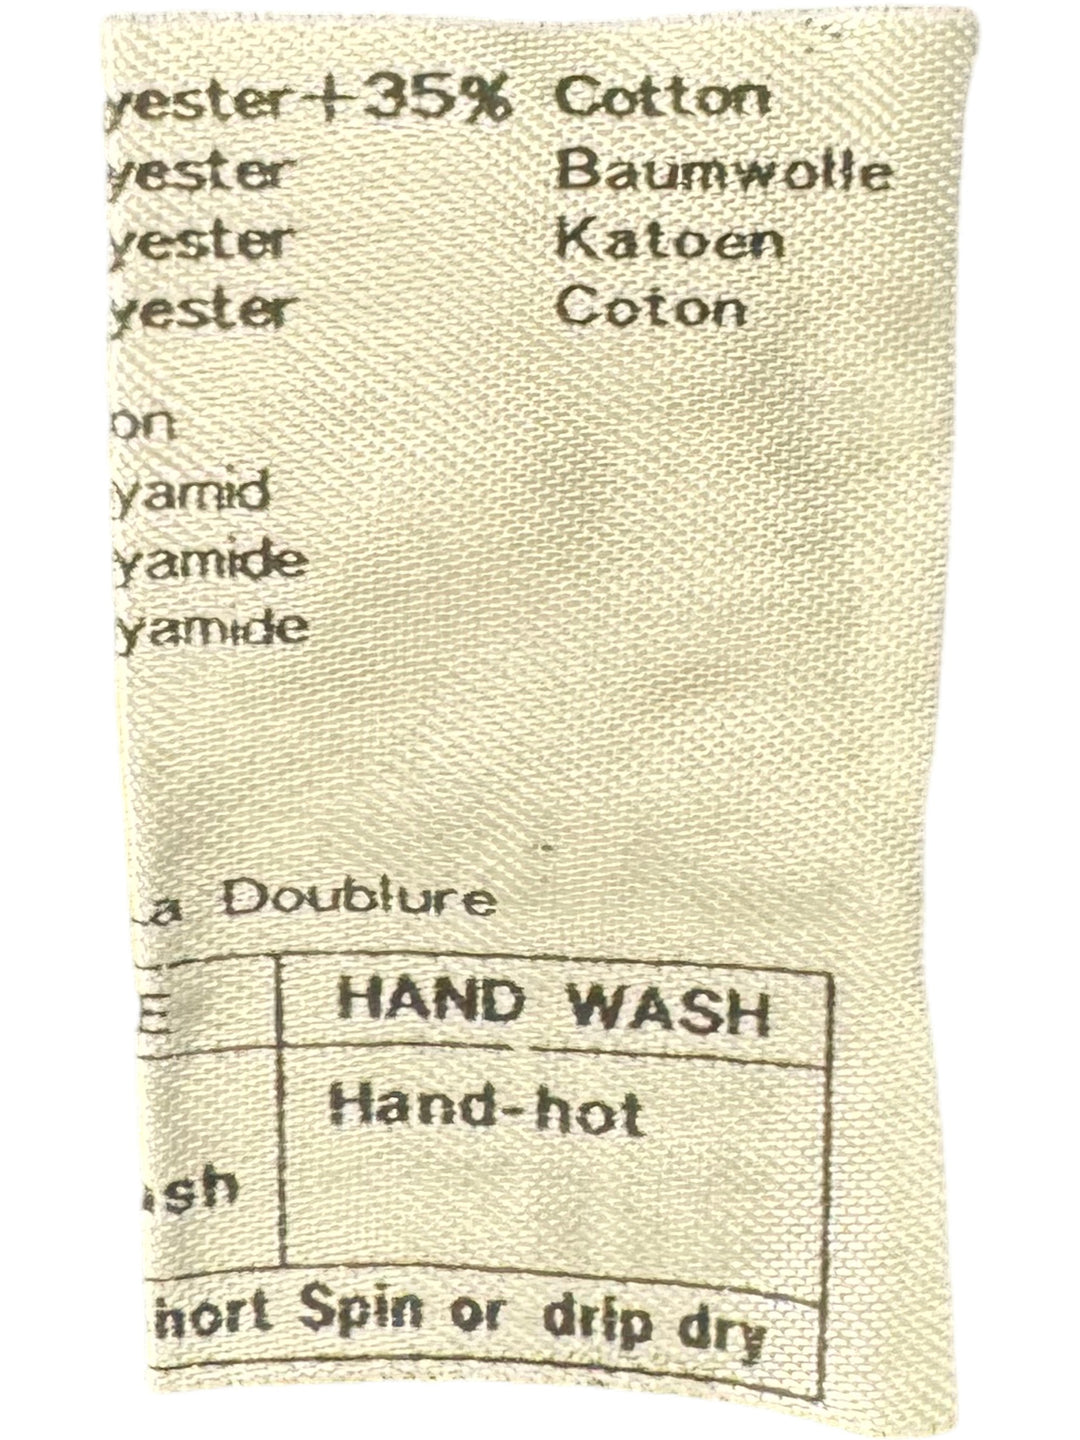 yester+35% Cotton
yester Baumwolle
yester Katoen
yester Coton
on
yamid
yamide
yamide
La Doublure
E HAND WASH
Hand-hot
ash
hort Spin or drip dry